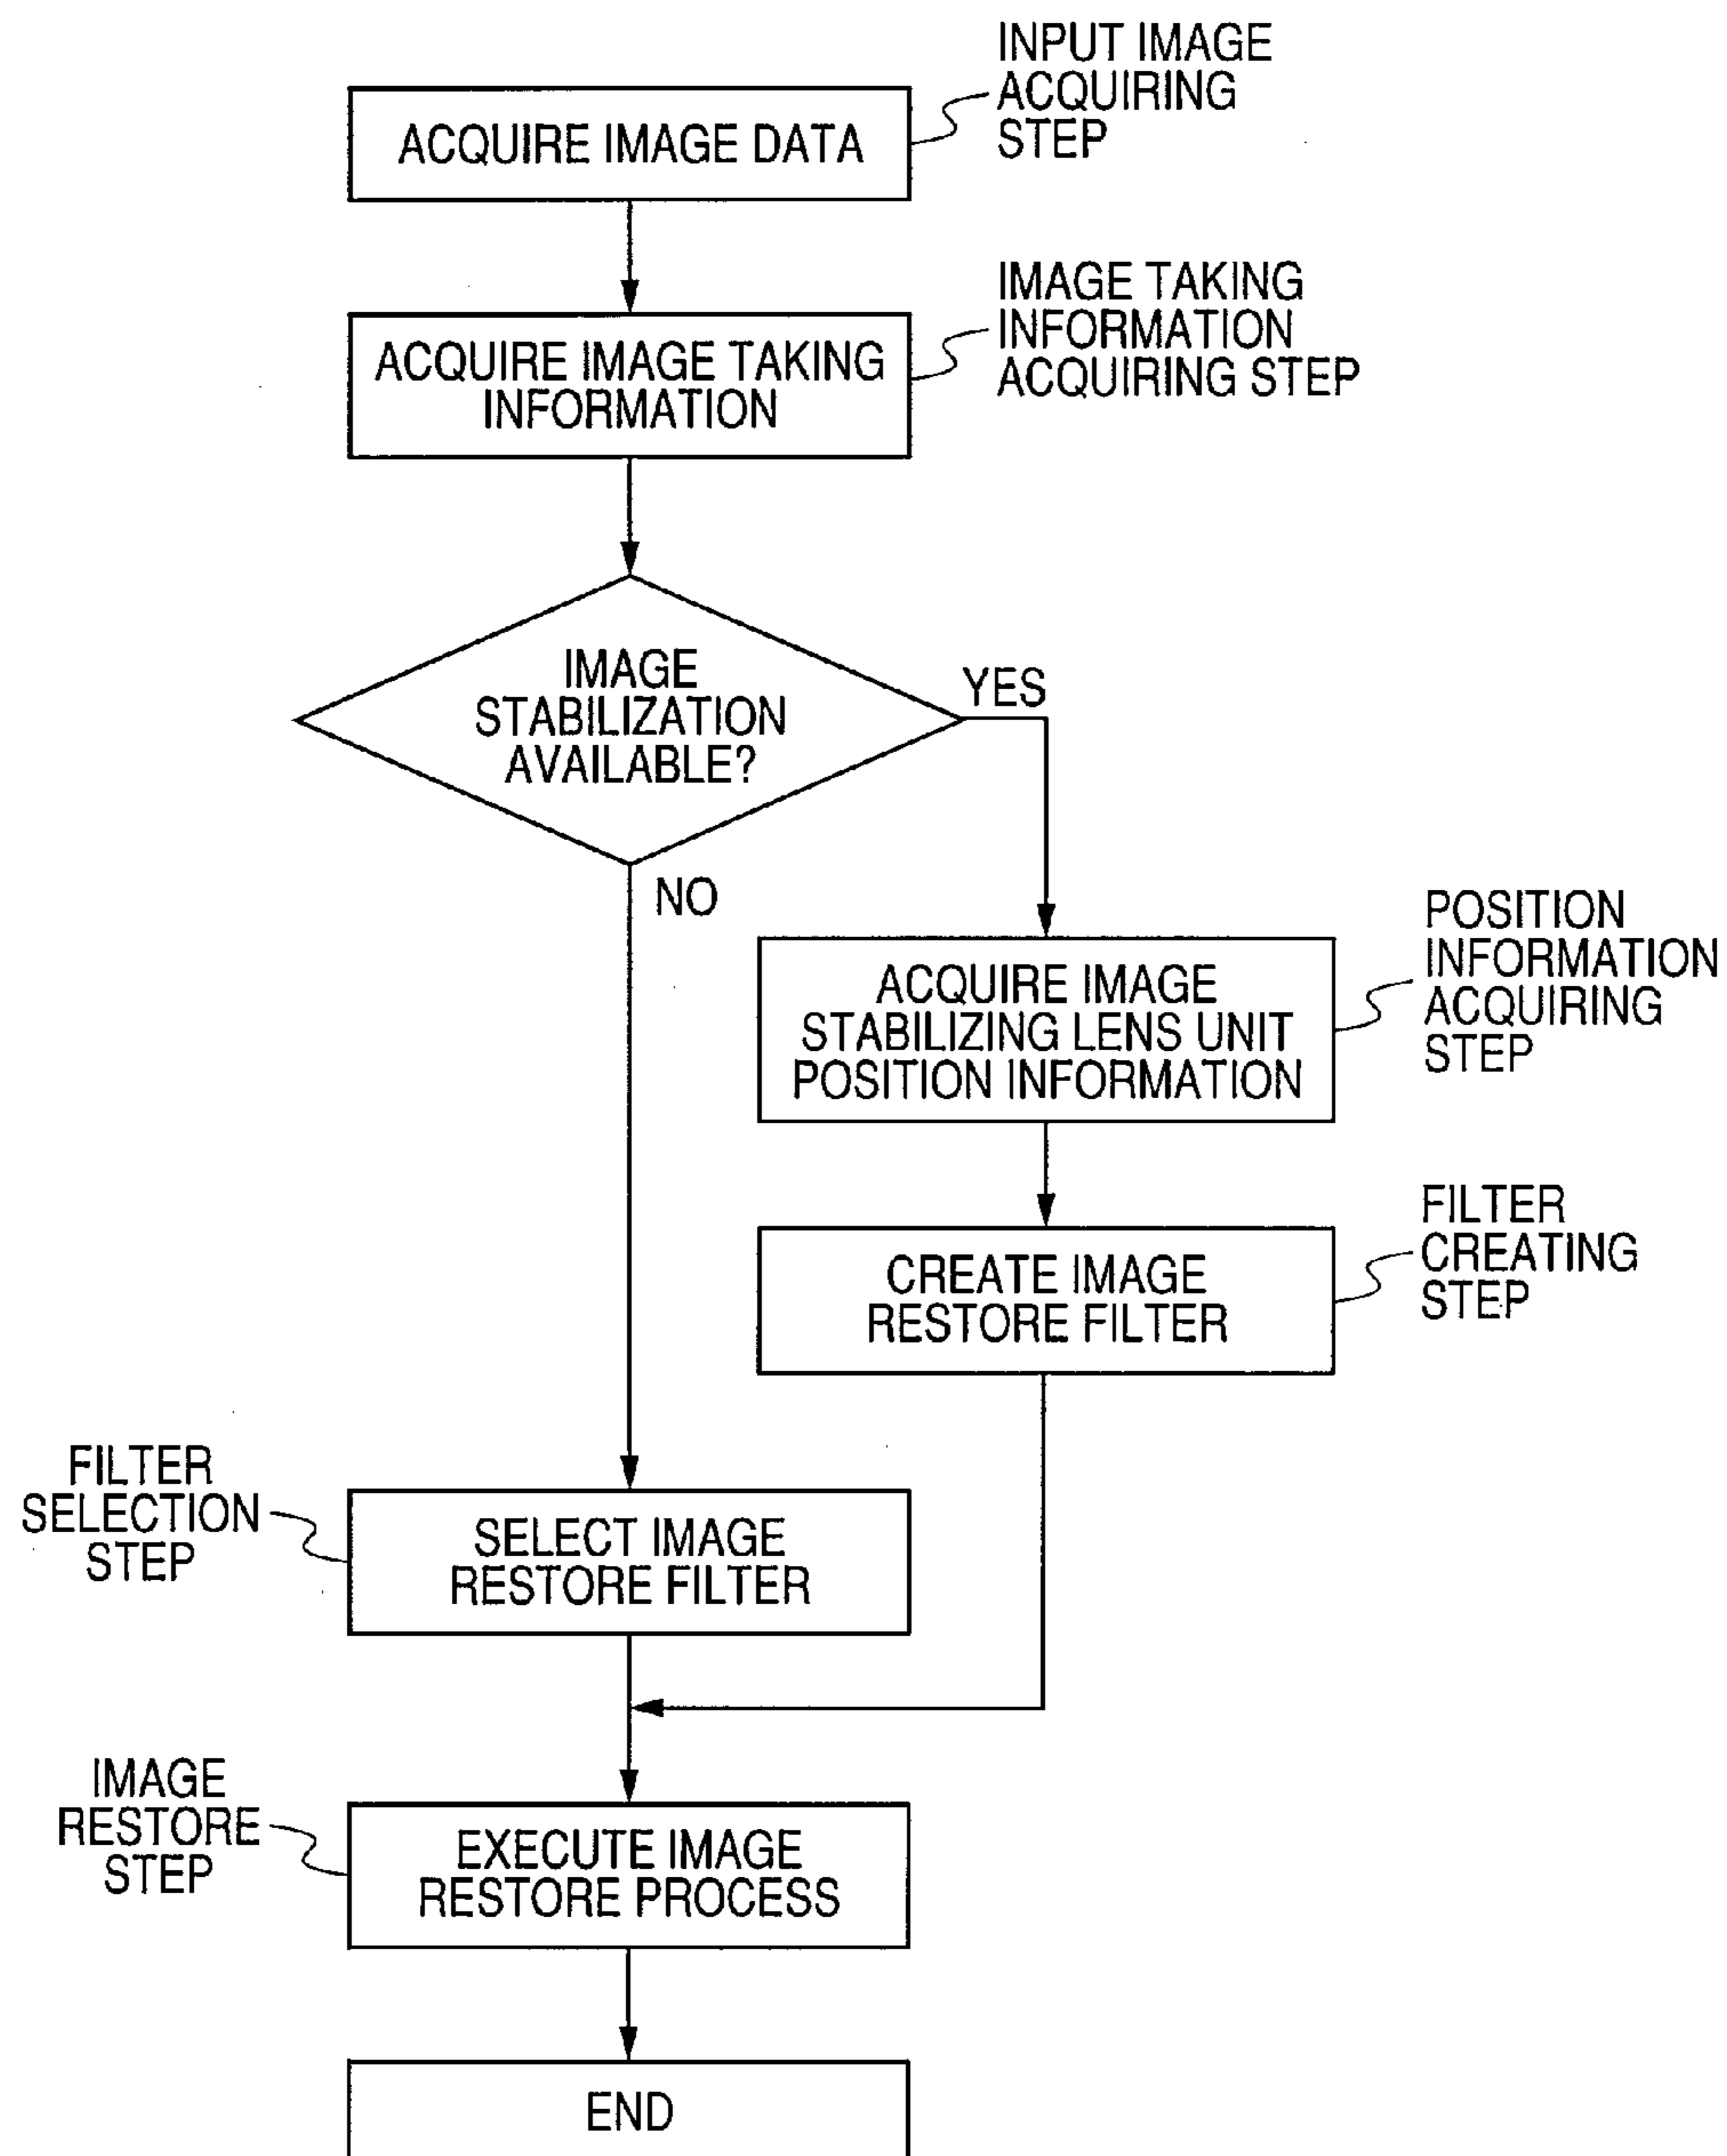 INPUT IMAGE
ACQUIRING
STEP
ACQUIRE IMAGE DATA
IMAGE TAKING
INFORMATION
ACQUIRING STEP
ACQUIRE IMAGE TAKING
INFORMATION
IMAGE
STABILIZATION
AVAILABLE?
YES
NO
POSITION
INFORMATION
ACQUIRING
STEP
ACQUIRE IMAGE
STABILIZING LENS UNIT
POSITION INFORMATION
FILTER
CREATING
STEP
CREATE IMAGE
RESTORE FILTER
FILTER
SELECTION
STEP
SELECT IMAGE
RESTORE FILTER
IMAGE
RESTORE
STEP
EXECUTE IMAGE
RESTORE PROCESS
END